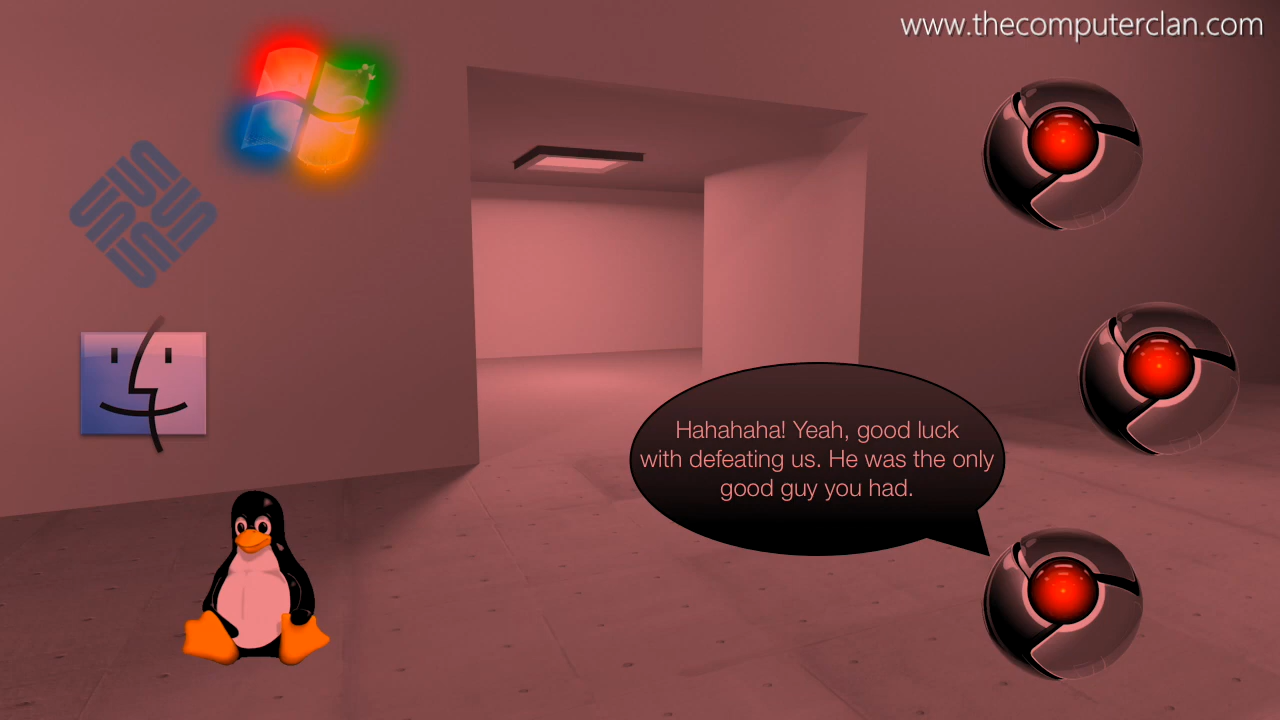 www.thecomputerclan.com
Hahahaha! Yeah, good luck
with defeating us. He was the only
good guy you had.